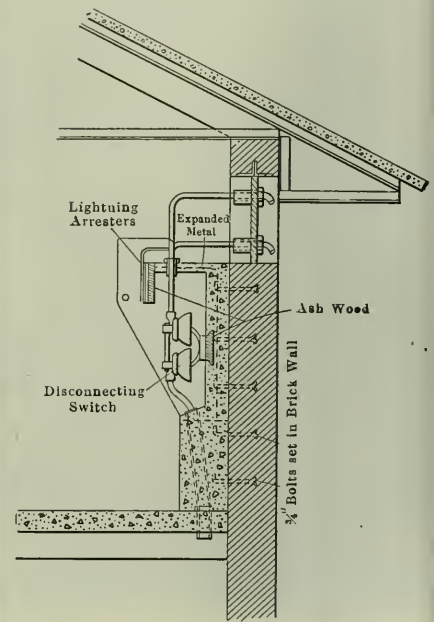 Lightning
Arresters
Expanded
Metal
Ash Wood
Disconnecting
Switch
3/4" Bolts set in Brick Wall